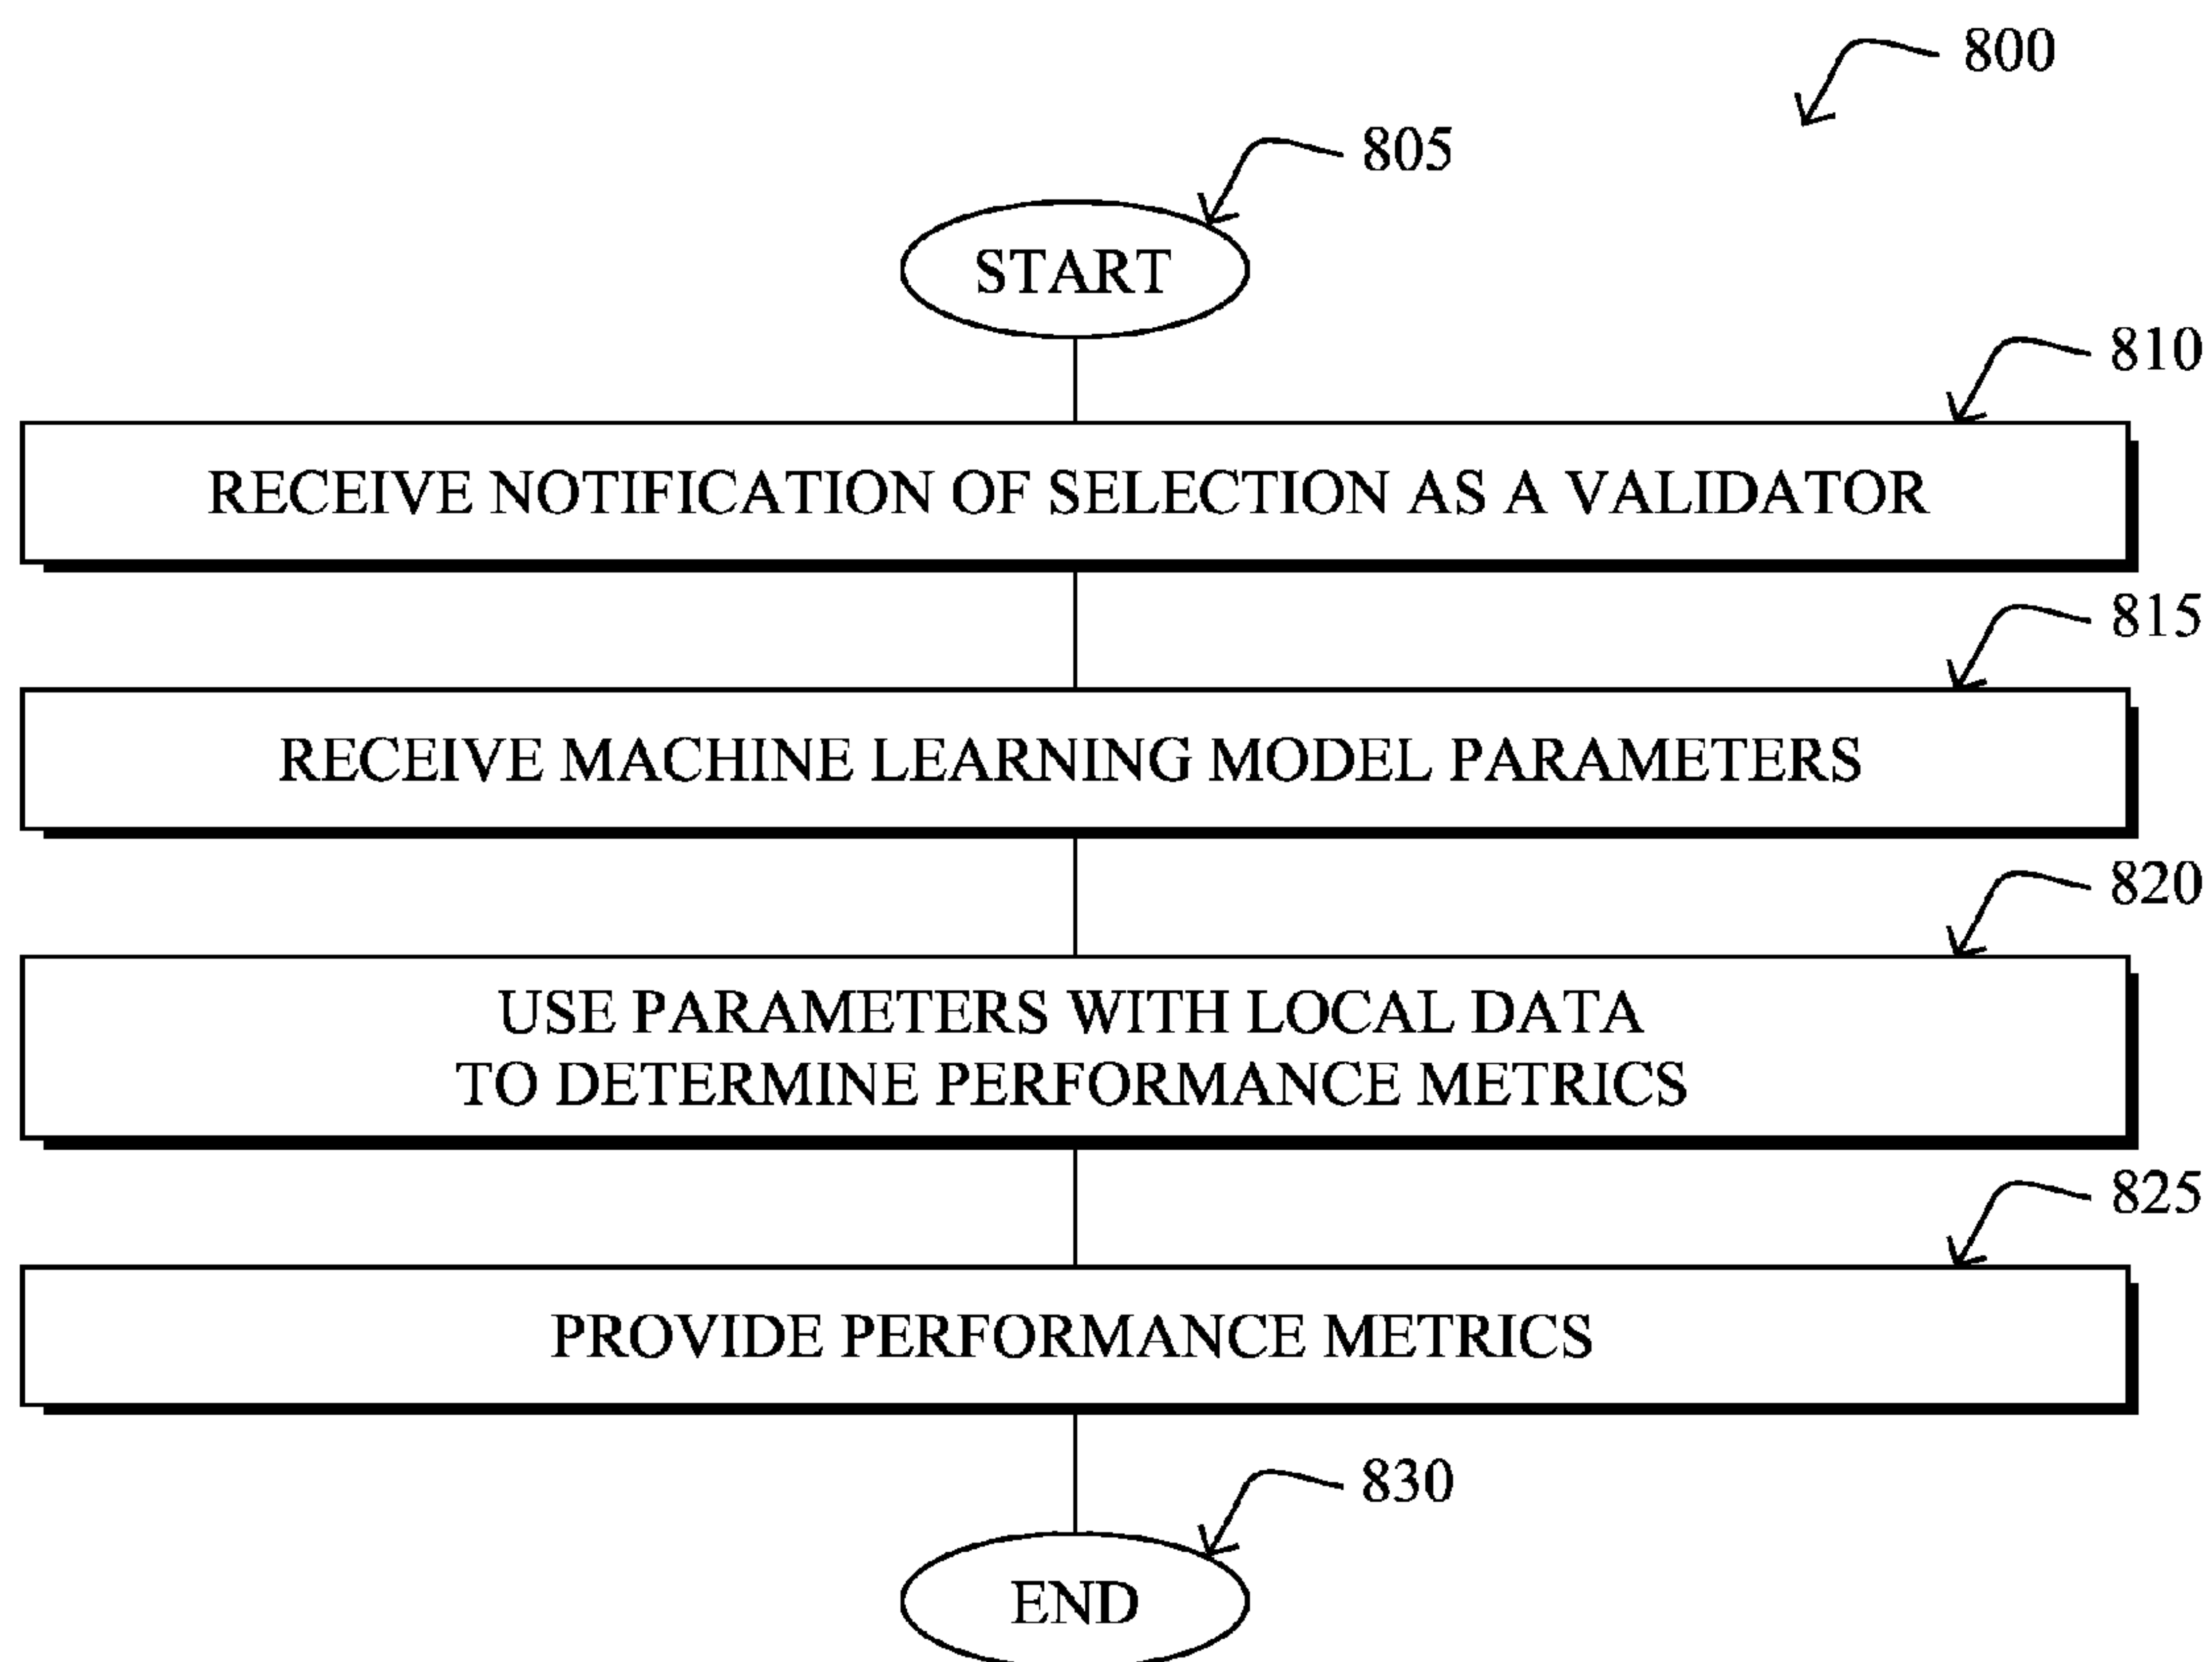 800
805
START
810
RECEIVE NOTIFICATION OF SELECTION AS A VALIDATOR
815
RECEIVE MACHINE LEARNING MODEL PARAMETERS
820
USE PARAMETERS WITH LOCAL DATA
TO DETERMINE PERFORMANCE METRICS
825
PROVIDE PERFORMANCE METRICS
830
END